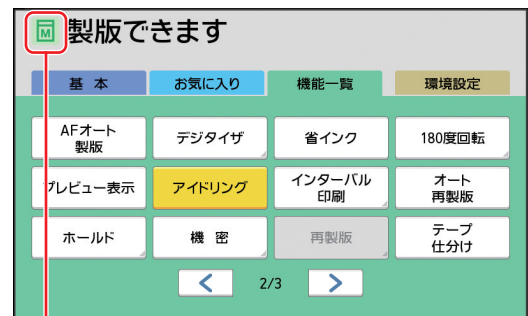 M 製版できます
基本 お気に入り 機能一覧 環境設定
AFオート
製版
デジタイザ
省インク
180度回転
プレビュー表示
アイドリング
インターバル
印刷
オート
再製版
ホールド
機密
再製版
テープ
仕分け
< 2/3 >